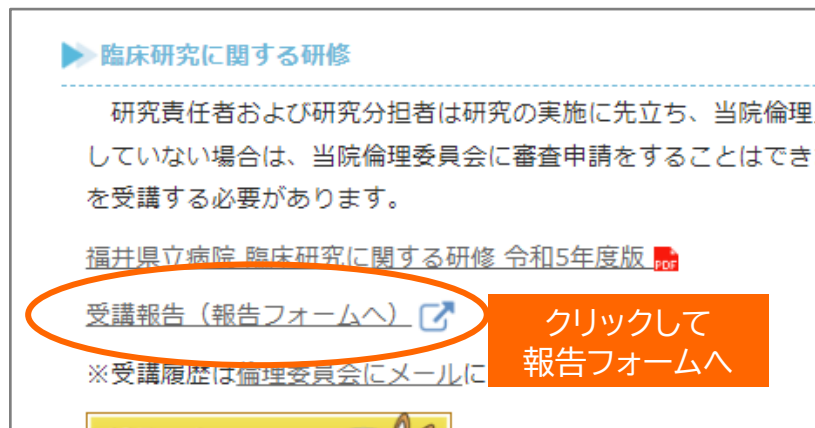 臨床研究に関する研修
研究責任者および研究分担者は研究の実施に先立ち、当院倫理
していない場合は、当院倫理委員会に審査申請をすることはでき
を受講する必要があります。
福井県立病院 臨床研究に関する研修 令和5年度版 PDF
受講報告（報告フォームへ）
クリックして
報告フォームへ
※受講履歴は倫理委員会にメールに